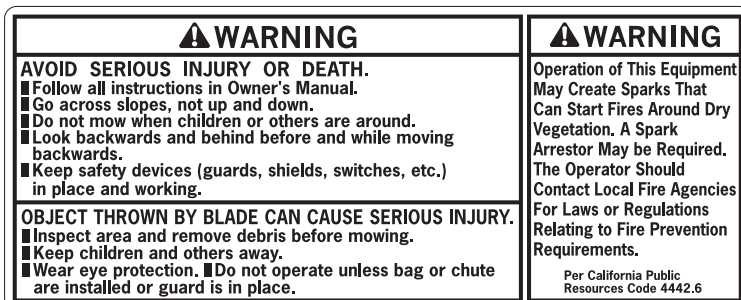 WARNING
AVOID SERIOUS INJURY OR DEATH.
Follow all instructions in Owner's Manual.
Go across slopes, not up and down.
Do not mow when children or others are around.
Look backwards and behind before and while moving
backwards.
Keep safety devices (guards, shields, switches, etc.)
in place and working.
OBJECT THROWN BY BLADE CAN CAUSE SERIOUS INJURY.
Inspect area and remove debris before mowing.
Keep children and others away.
Wear eye protection. Do not operate unless bag or chute
are installed or guard is in place.
WARNING
Operation of This Equipment
May Create Sparks That
Can Start Fires Around Dry
Vegetation. A Spark
Arrestor May be Required.
The Operator Should
Contact Local Fire Agencies
For Laws or Regulations
Relating to Fire Prevention
Requirements.
Per California Public
Resources Code 4442.6